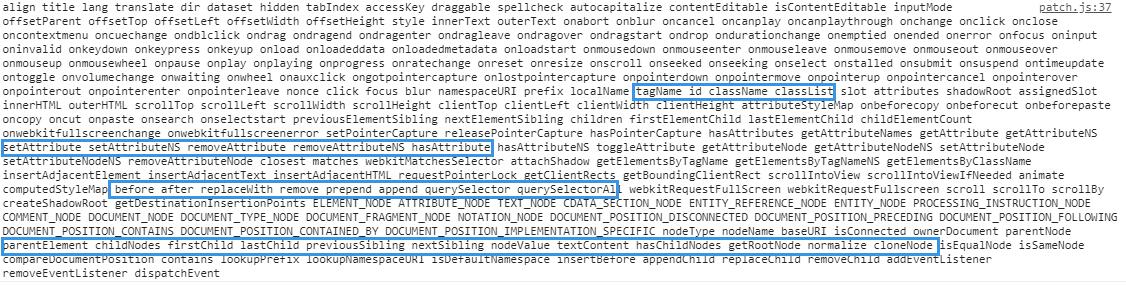 align title lang translate dir dataset hidden tabIndex accessKey draggable spellcheck autocapitalize contentEditable isContentEditable inputMode patch.js:37
offsetParent offsetTop offsetLeft offsetWidth offsetHeight style innerText outerText onabort onblur oncancel oncanplay oncanplaythrough onchange onclick onclose
oncontextmenu oncuechange ondblclick ondrag ondragend ondragenter ondragleave ondragover ondragstart ondrop ondurationchange onemptied onended onerror onfocus oninput
oninvalid onkeydown onkeypress onkeyup onload onloadeddata onloadedmetadata onloadstart onmousedown onmouseenter onmouseleave onmousemove onmouseout onmouseover
onmouseup onmousewheel onpause onplay onplaying onprogress onratechange onreset onresize onscroll onseeked onseeking onselect onstalled onsubmit onsuspend ontimeupdate
ontoggle onvolumechange onwaiting onwheel onauxclick ongotpointercapture onlostpointercapture onpointerdown onpointermove onpointerup onpointercancel onpointerover
onpointerout onpointerenter onpointerleave nonce click focus blur namespaceURI prefix localName tagName id className classList slot attributes shadowRoot assignedSlot
innerHTML outerHTML scrollTop scrollLeft scrollWidth scrollHeight clientTop clientLeft clientWidth clientHeight attributeStyleMap onbeforecopy onbeforecut onbeforepaste
oncopy oncut onpaste onsearch onselectstart previousElementSibling nextElementSibling children firstElementChild lastElementChild childElementCount
onwebkitfullscreenchange onwebkitfullscreenerror setPointerCapture releasePointerCapture hasPointerCapture hasAttributes getAttributeNames getAttribute getAttributeNS
setAttribute setAttributeNS removeAttribute removeAttributeNS hasAttribute hasAttributeNS toggleAttribute getAttributeNode getAttributeNodeNS setAttributeNode
setAttributeNodeNS removeAttributeNode closest matches webkitMatchesSelector attachShadow getElementsByTagName getElementsByTagNameNS getElementsByClassName
insertAdjacentElement insertAdjacentText insertAdjacentHTML requestPointerLock getClientRects getBoundingClientRect scrollIntoView scrollIntoViewIfNeeded animate
computedStyleMap before after replaceWith remove prepend append querySelector querySelectorAll webkitRequestFullScreen webkitRequestFullscreen scroll scrollTo scrollBy
createShadowRoot getDestinationInsertionPoints ELEMENT_NODE ATTRIBUTE_NODE TEXT_NODE CDATA_SECTION_NODE ENTITY_REFERENCE_NODE ENTITY_NODE PROCESSING_INSTRUCTION_NODE
COMMENT_NODE DOCUMENT_NODE DOCUMENT_TYPE_NODE DOCUMENT_FRAGMENT_NODE NOTATION_NODE DOCUMENT_POSITION_DISCONNECTED DOCUMENT_POSITION_PRECEDING DOCUMENT_POSITION_FOLLOWING
DOCUMENT_POSITION_CONTAINS DOCUMENT_POSITION_CONTAINED_BY DOCUMENT_POSITION_IMPLEMENTATION_SPECIFIC nodeType nodeName baseURI isConnected ownerDocument parentNode
parentElement childNodes firstChild lastChild previousSibling nextSibling nodeValue textContent hasChildNodes getRootNode normalize cloneNode isEqualNode isSameNode
compareDocumentPosition contains lookupPrefix lookupNamespaceURI isDefaultNamespace insertBefore appendChild replaceChild removeChild addEventListener
removeEventListener dispatchEvent